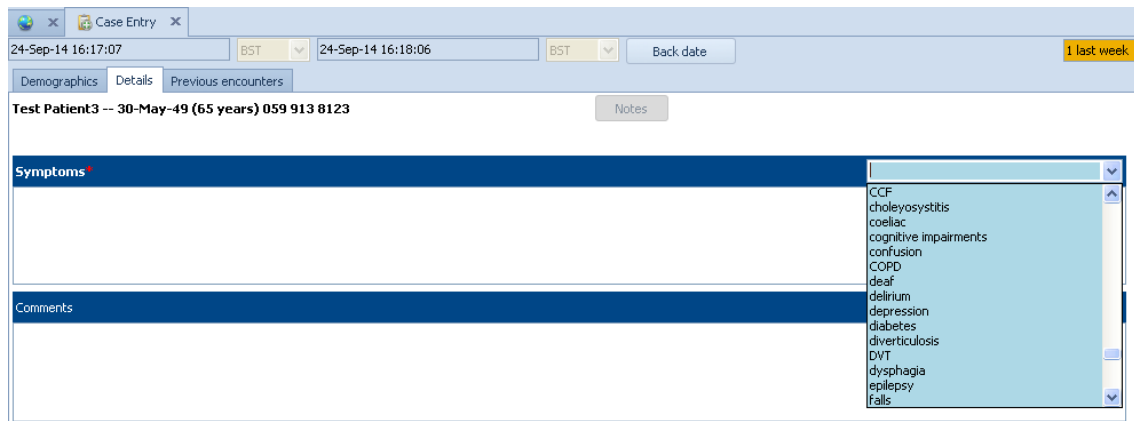 Case Entry
24-Sep-14 16:17:07 BST 24-Sep-14 16:18:06 BST Back date 1 last week
Demographics Details Previous encounters
Test Patient3 -- 30-May-49 (65 years) 059 913 8123 Notes
Symptoms*
CCF
choleyosystitis
coeliac
cognitive impairments
confusion
COPD
deaf
delirium
depression
diabetes
diverticulosis
DVT
dysphagia
epilepsy
falls
Comments